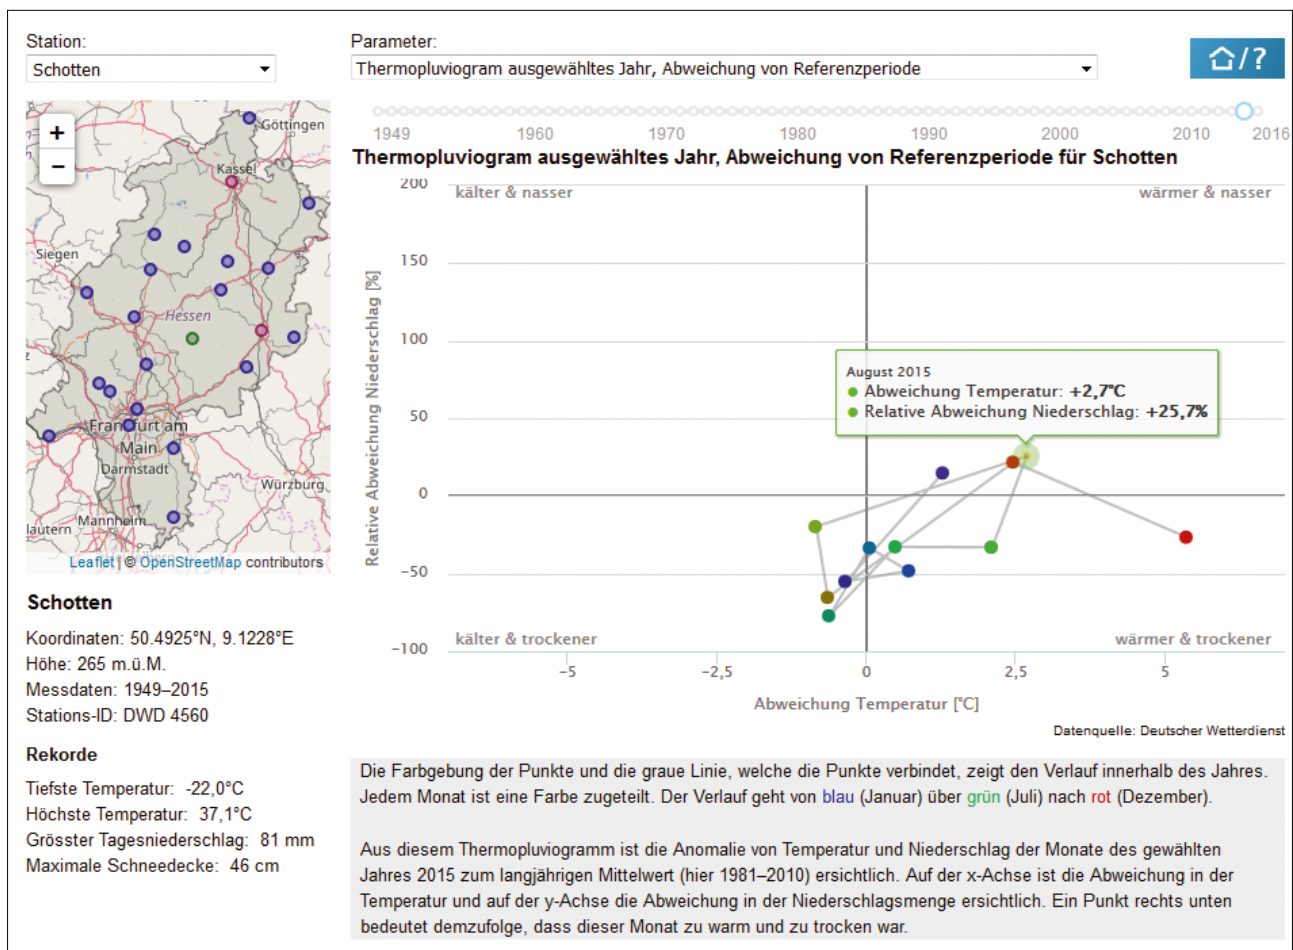 Station:
Schotten
Parameter:
Thermopluviogram ausgewähltes Jahr, Abweichung von Referenzperiode
/?
1949 1960 1970 1980 1990 2000 2010 2016
Thermopluviogram ausgewähltes Jahr, Abweichung von Referenzperiode für Schotten
+
−
Göttingen
Kassel
Siegen
Hessen
Frankfurt am
Main
Darmstadt
Würzburg
Mannheim
lautern
Leaflet | © OpenStreetMap contributors
Schotten
Koordinaten: 50.4925°N, 9.1228°E
Höhe: 265 m.ü.M.
Messdaten: 1949–2015
Stations-ID: DWD 4560
Rekorde
Tiefste Temperatur: -22,0°C
Höchste Temperatur: 37,1°C
Grösster Tagesniederschlag: 81 mm
Maximale Schneedecke: 46 cm
kälter & nasser
wärmer & nasser
Relative Abweichung Niederschlag [%]
200
150
100
50
0
−50
−100
August 2015
Abweichung Temperatur: +2,7°C
Relative Abweichung Niederschlag: +25,7%
kälter & trockener
wärmer & trockener
−5 −2,5 0 2,5 5
Abweichung Temperatur [°C]
Datenquelle: Deutscher Wetterdienst
Die Farbgebung der Punkte und die graue Linie, welche die Punkte verbindet, zeigt den Verlauf innerhalb des Jahres.
Jedem Monat ist eine Farbe zugeteilt. Der Verlauf geht von blau (Januar) über grün (Juli) nach rot (Dezember).
Aus diesem Thermopluviogramm ist die Anomalie von Temperatur und Niederschlag der Monate des gewählten
Jahres 2015 zum langjährigen Mittelwert (hier 1981–2010) ersichtlich. Auf der x-Achse ist die Abweichung in der
Temperatur und auf der y-Achse die Abweichung in der Niederschlagsmenge ersichtlich. Ein Punkt rechts unten
bedeutet demzufolge, dass dieser Monat zu warm und zu trocken war.